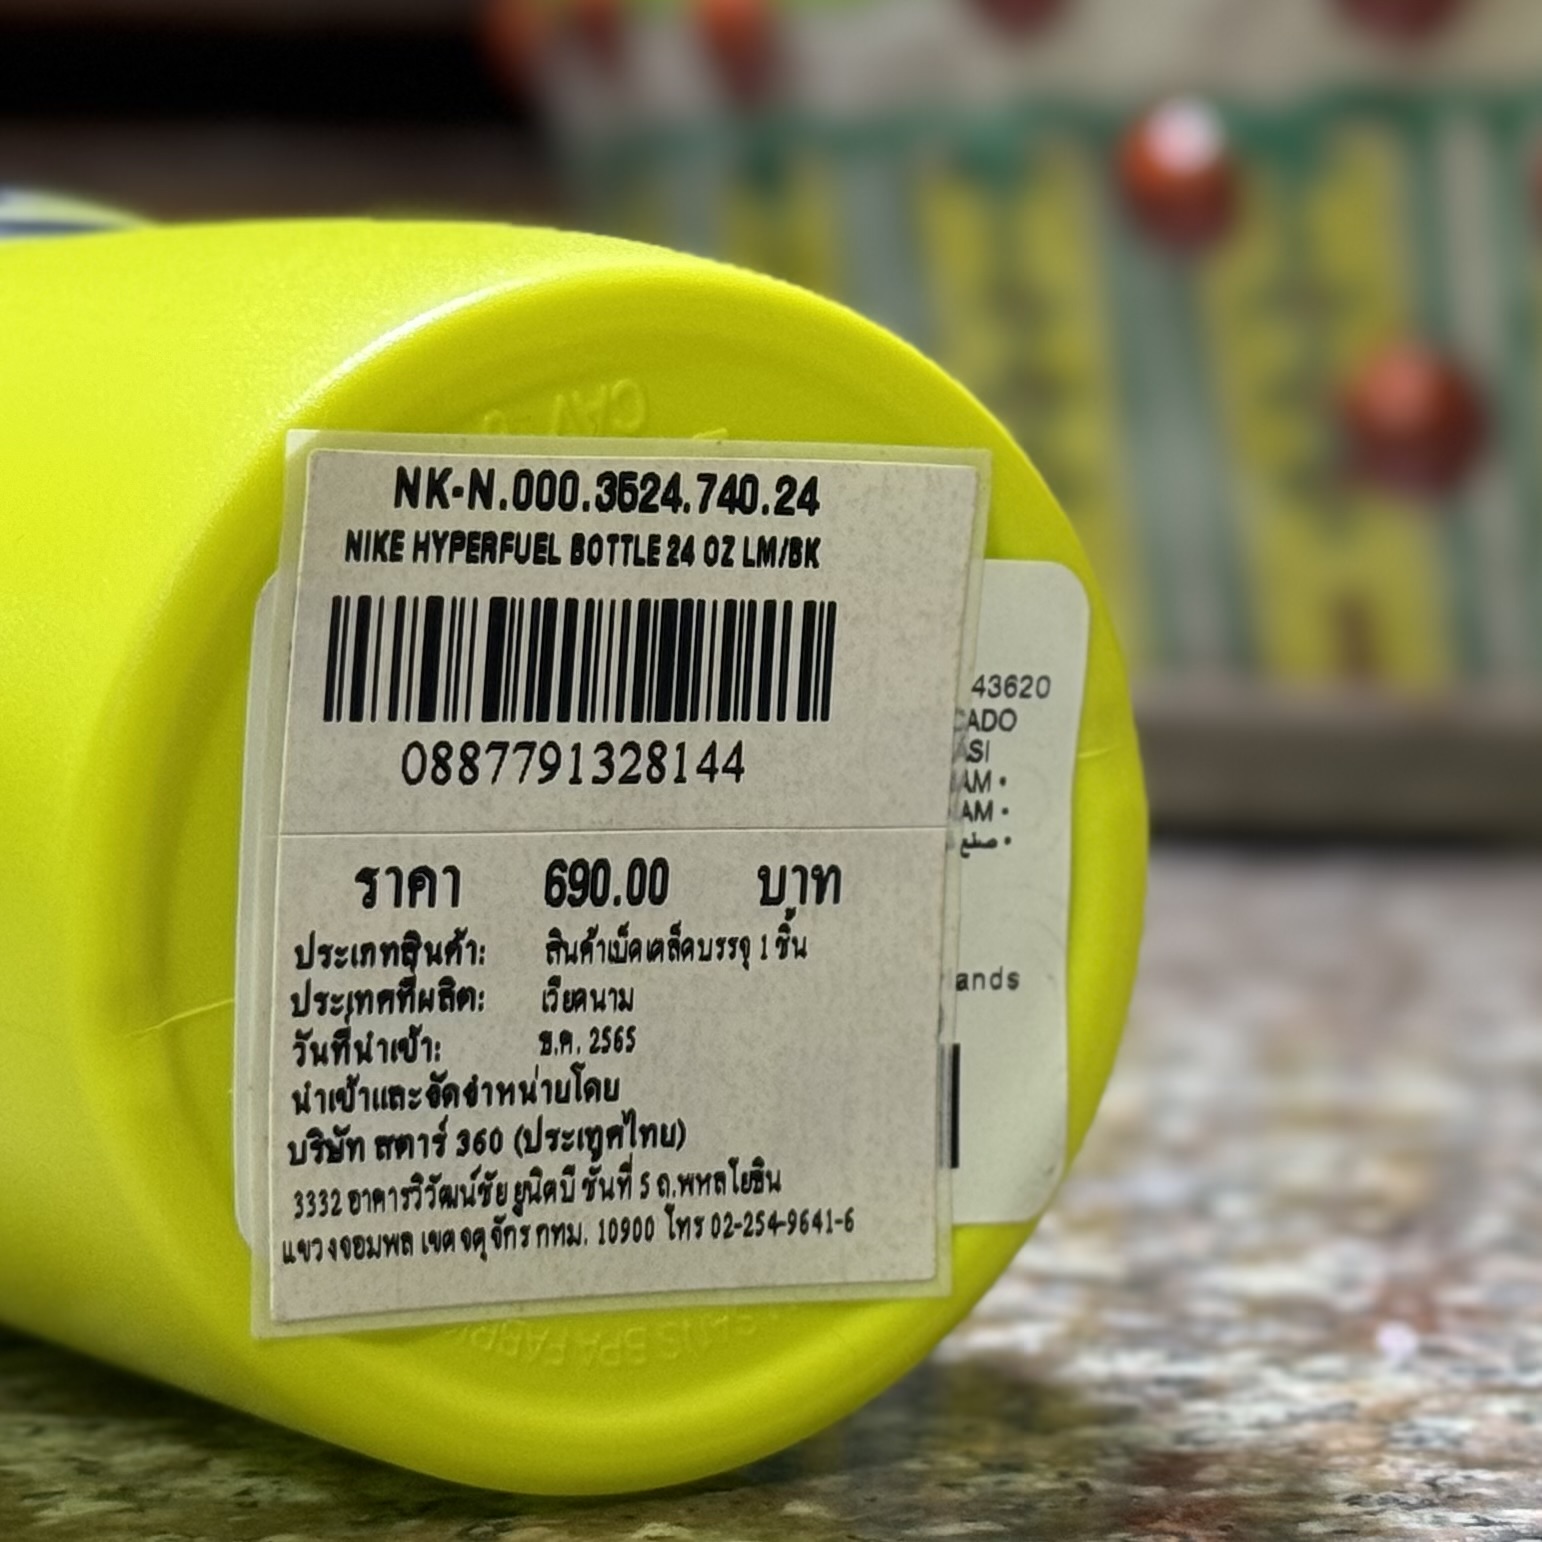 CAV
NK-N.000.3524.740.24
NIKE HYPERFUEL BOTTLE 24 OZ LM/BK
0887791328144
ราคา 690.00 บาท
ประเภทสินค้า: สินค้าเบ็ดเตล็ดบรรจุ 1 ชิ้น
ประเทศที่ผลิต: เวียดนาม
วันที่นำเข้า: ธ.ค. 2565
นำเข้าและจัดจำหน่ายโดย
บริษัท สตาร์ 360 (ประเทศไทย)
3332 อาคารวิวัฒน์ชัย ยูนิตบี ชั้นที่ 5 ถ.พหลโยธิน
แขวงจอมพล เขตจตุจักร กทม. 10900 โทร 02-254-9641-6
43620
CADO
ASI
AM •
AM •
صنع •
ands
SANS BPA